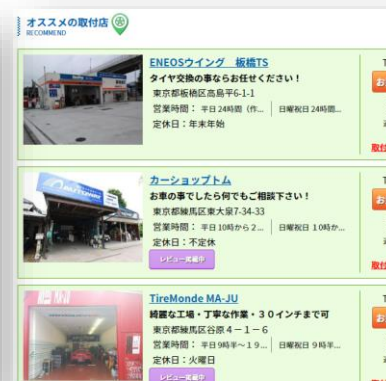 オススメの取付店
RECOMMEND
ENEOSウイング 板橋TS
タイヤ交換の事ならお任せください！
東京都板橋区高島平6-1-1
営業時間： 平日 24時間（作... 日曜祝日 24時間...
定休日：年末年始
カーショップトム
お車の事でしたら何でもご相談下さい！
東京都練馬区東大泉7-34-33
営業時間： 平日 10時から２... 日曜祝日 １０時か...
定休日：不定休
レビュー掲載中
TireMonde MA-JU
綺麗な工場・丁寧な作業・３０インチまで可
東京都練馬区谷原４－１－６
営業時間： 平日 9時半～１９... 日曜祝日 ９時半...
定休日：火曜日
レビュー掲載中